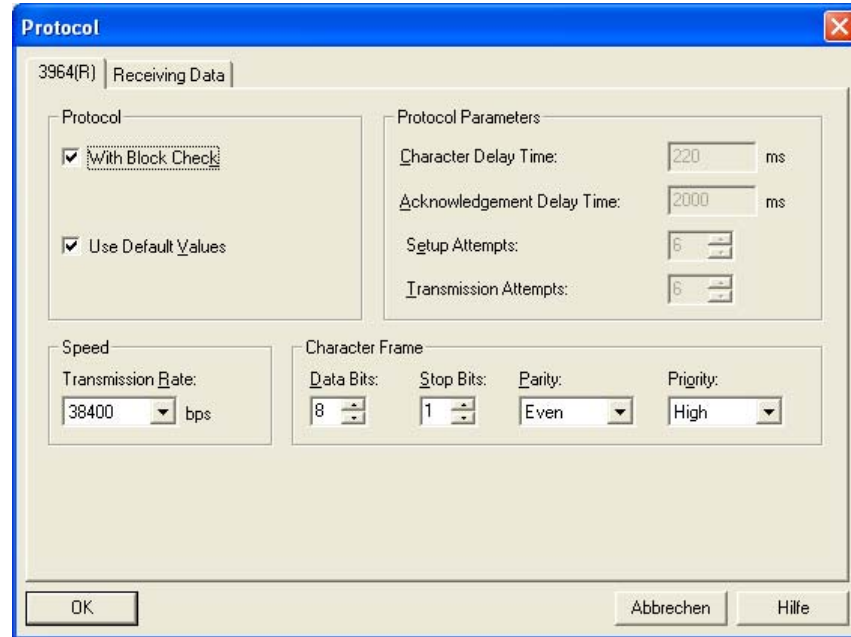 Protocol
3964(R) Receiving Data
Protocol
With Block Check
Use Default Values
Protocol Parameters
Character Delay Time: 220 ms
Acknowledgement Delay Time: 2000 ms
Setup Attempts: 6
Transmission Attempts: 6
Speed
Transmission Rate:
38400 bps
Character Frame
Data Bits: Stop Bits: Parity: Priority:
8 1 Even High
OK Abbrechen Hilfe